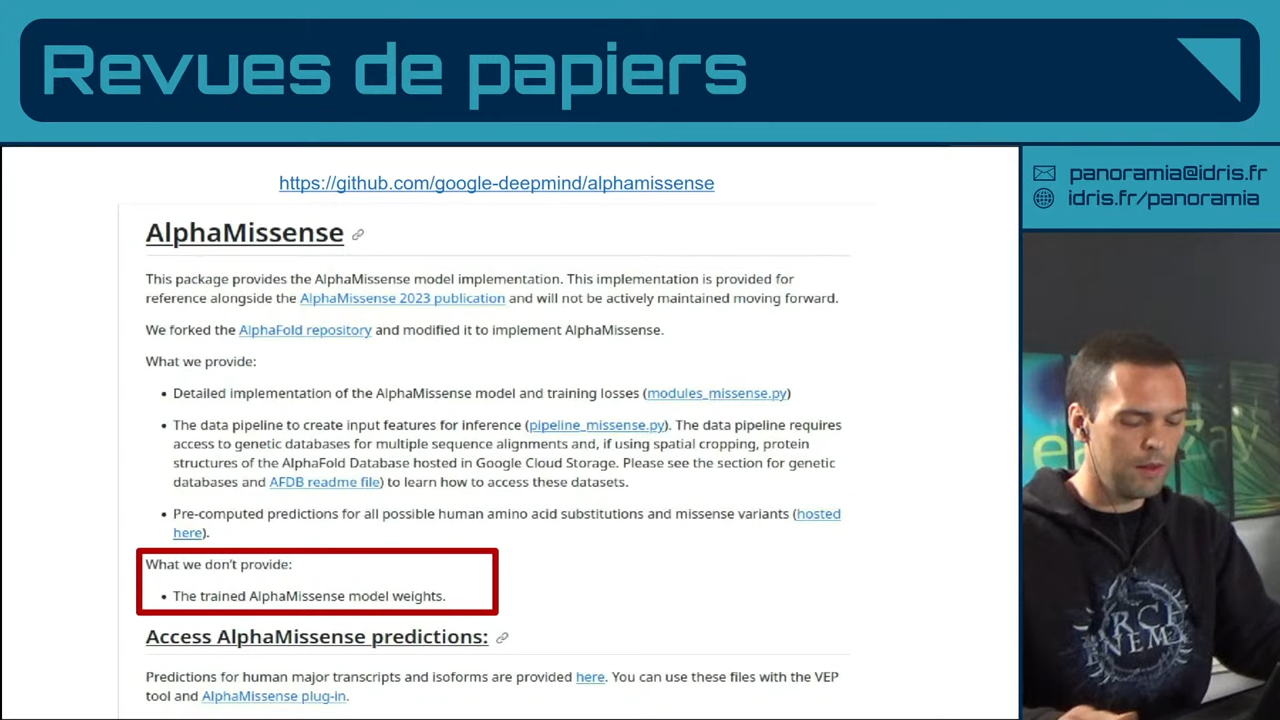 Revues de papiers
panoramia@idris.fr
idris.fr/panoramia
https://github.com/google-deepmind/alphamissense
AlphaMissense
This package provides the AlphaMissense model implementation. This implementation is provided for
reference alongside the AlphaMissense 2023 publication and will not be actively maintained moving forward.
We forked the AlphaFold repository and modified it to implement AlphaMissense.
What we provide:
• Detailed implementation of the AlphaMissense model and training losses (modules_missense.py)
• The data pipeline to create input features for inference (pipeline_missense.py). The data pipeline requires
access to genetic databases for multiple sequence alignments and, if using spatial cropping, protein
structures of the AlphaFold Database hosted in Google Cloud Storage. Please see the section for genetic
databases and AFDB readme file) to learn how to access these datasets.
• Pre-computed predictions for all possible human amino acid substitutions and missense variants (hosted
here).
What we don't provide:
• The trained AlphaMissense model weights.
Access AlphaMissense predictions:
Predictions for human major transcripts and isoforms are provided here. You can use these files with the VEP
tool and AlphaMissense plug-in.
ARCH
ENEMY